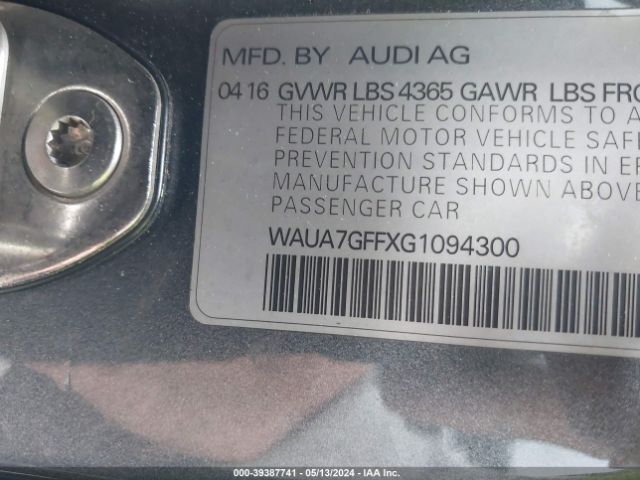 MFD. BY AUDI AG
04 16 GVWR LBS 4365 GAWR LBS FRO
THIS VEHICLE CONFORMS TO A
FEDERAL MOTOR VEHICLE SAFE
PREVENTION STANDARDS IN EF
MANUFACTURE SHOWN ABOVE
PASSENGER CAR
WAUA7GFFXG1094300
000-39387741 - 05/13/2024 - IAA Inc.